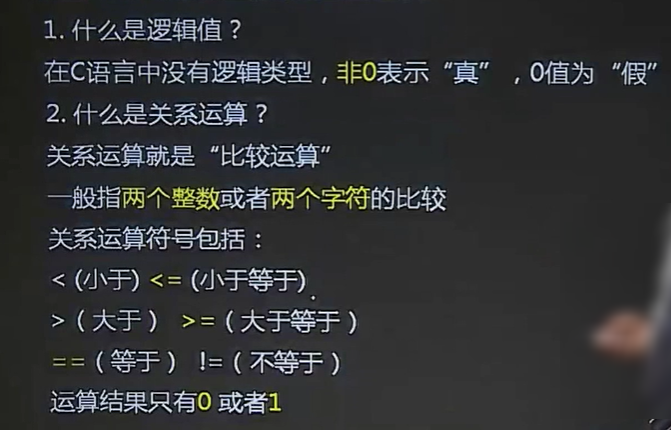 1. 什么是逻辑值？
在C语言中没有逻辑类型，非0表示“真”，0值为“假”
2. 什么是关系运算？
关系运算就是“比较运算”
一般指两个整数或者两个字符的比较
关系运算符号包括：
< (小于) <= (小于等于)
>（大于） >=（大于等于）
==（等于） !=（不等于）
运算结果只有0 或者1